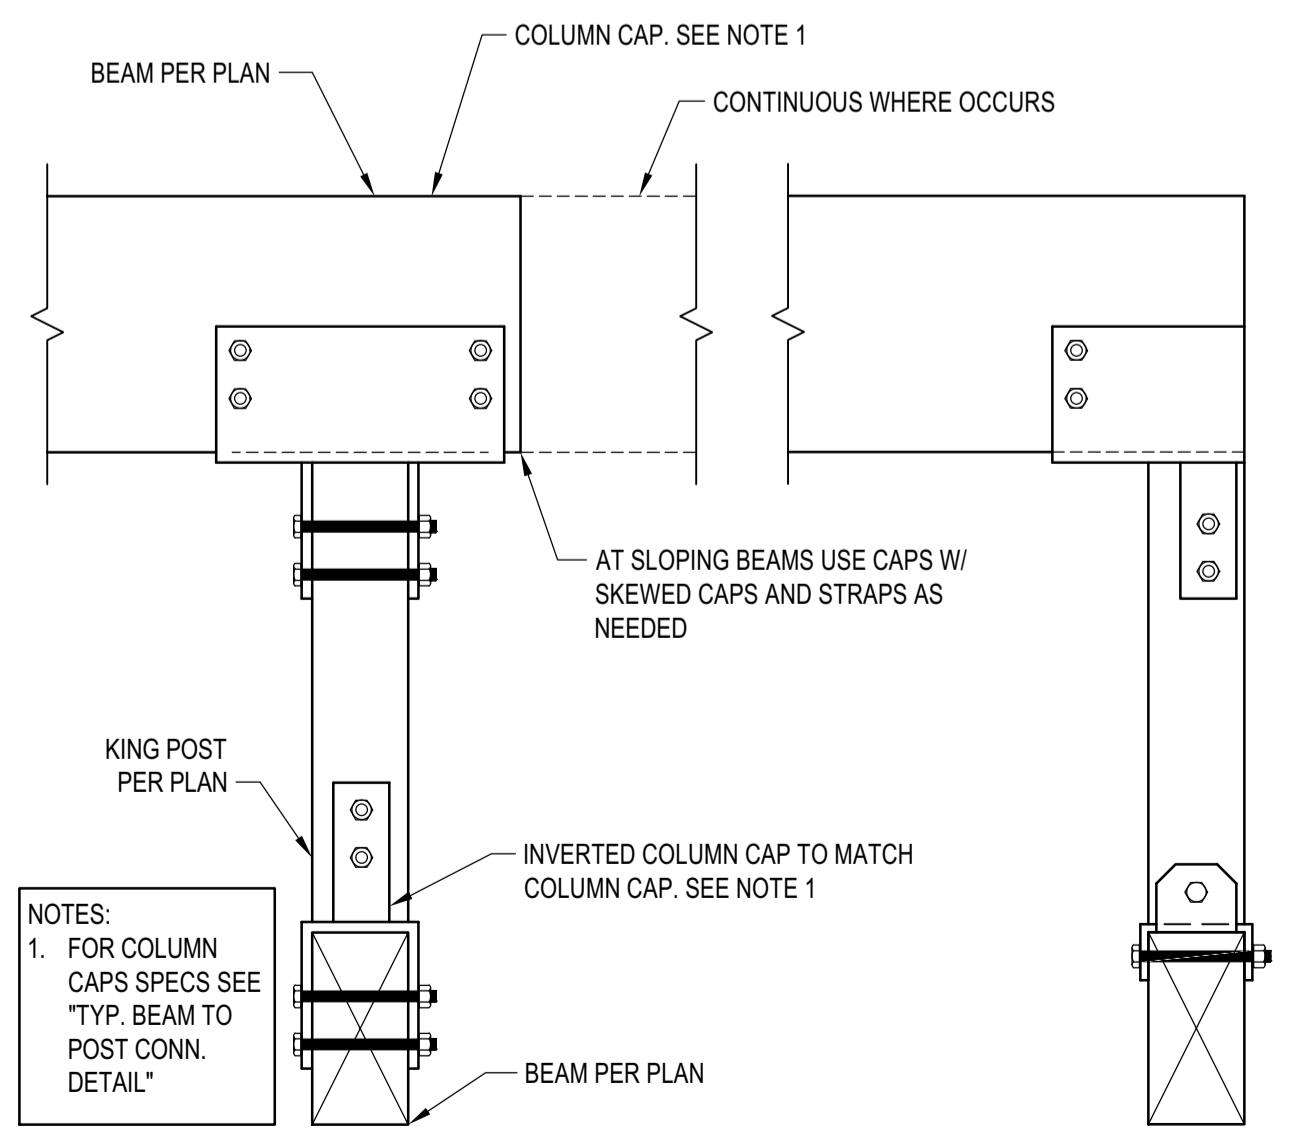 COLUMN CAP. SEE NOTE 1
BEAM PER PLAN
CONTINUOUS WHERE OCCURS
AT SLOPING BEAMS USE CAPS W/
SKEWED CAPS AND STRAPS AS
NEEDED
KING POST
PER PLAN
INVERTED COLUMN CAP TO MATCH
COLUMN CAP. SEE NOTE 1
NOTES:
1. FOR COLUMN
CAPS SPECS SEE
"TYP. BEAM TO
POST CONN.
DETAIL"
BEAM PER PLAN